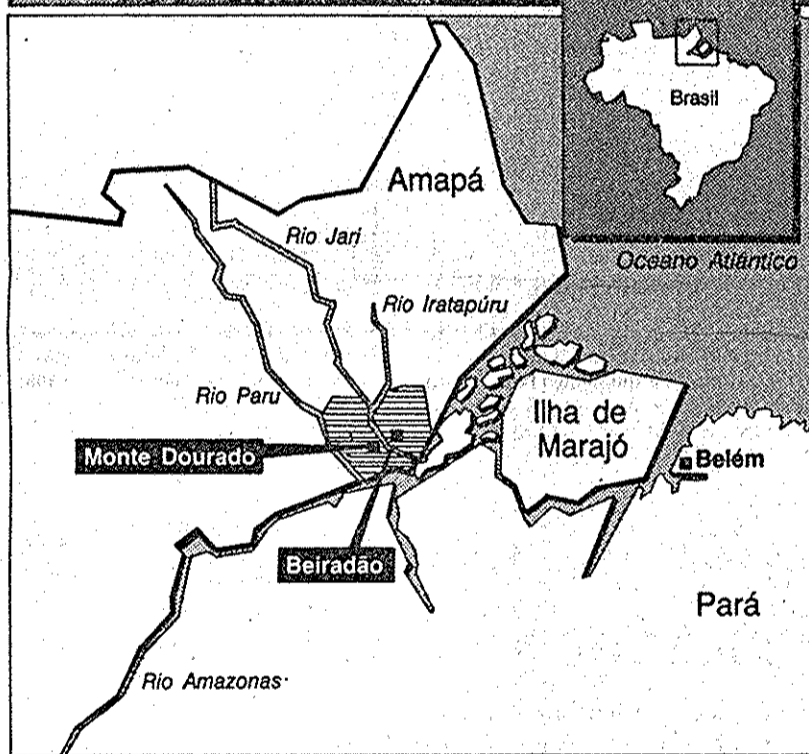 Brasil
Amapá
Oceano Atlântico
Rio Jari
Rio Iratapúru
Rio Paru
Ilha de
Marajó
Monte Dourado
Belém
Beiradão
Pará
Rio Amazonas